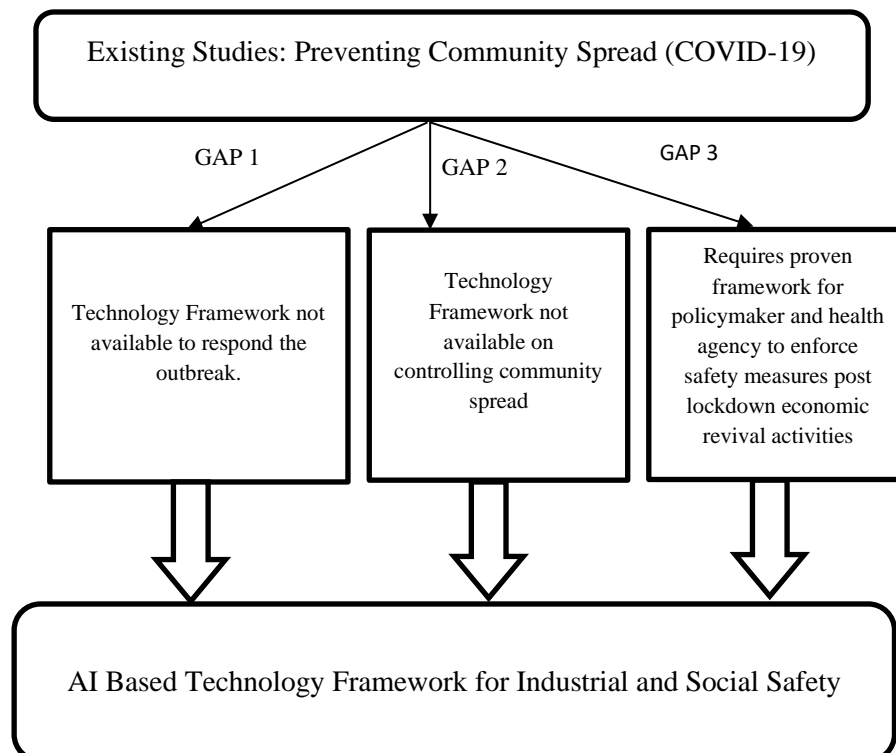 Existing Studies: Preventing Community Spread (COVID-19)
GAP 1
GAP 2
GAP 3
Technology Framework not
available to respond the
outbreak.
Technology
Framework not
available on
controlling community
spread
Requires proven
framework for
policymaker and health
agency to enforce
safety measures post
lockdown economic
revival activities
AI Based Technology Framework for Industrial and Social Safety